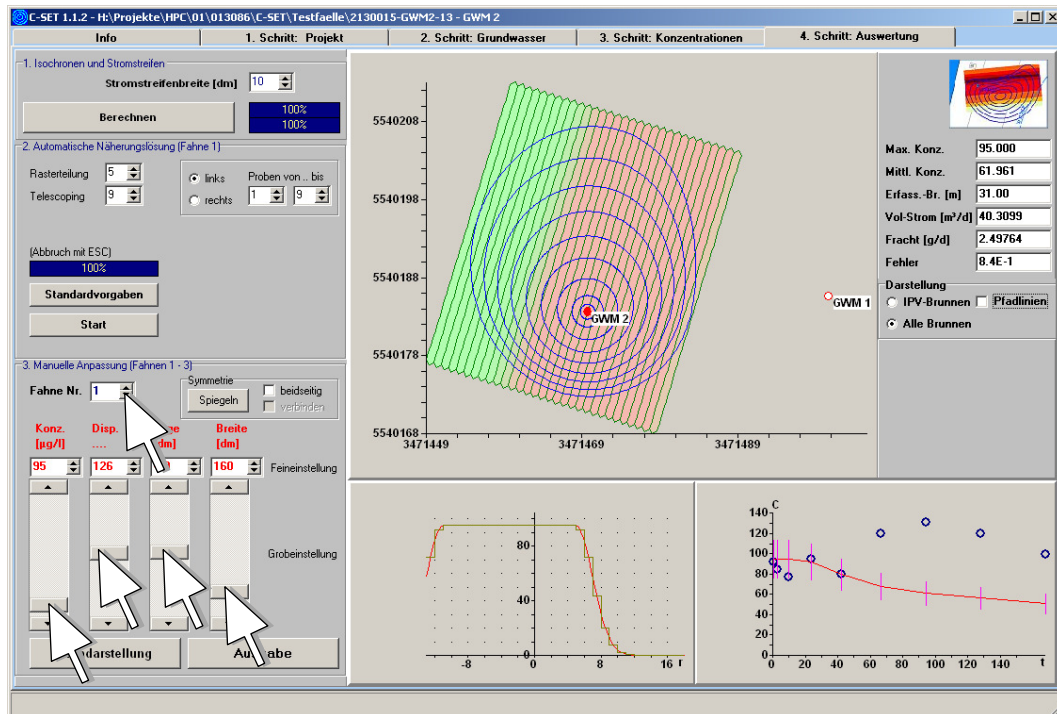 C-SET 1.1.2 - H:\Projekte\HPC\01\013086\C-SET\Testfaelle\2130015-GWM2-13 - GWM 2
Info
1. Schritt: Projekt
2. Schritt: Grundwasser
3. Schritt: Konzentrationen
4. Schritt: Auswertung
1. Isochronen und Stromstreifen
Stromstreifenbreite [dm] 10
Berechnen
100%
100%
2. Automatische Näherungslösung (Fahne 1)
Rasterteilung 5
Telescoping 9
links
rechts
Proben von .. bis
1 9
(Abbruch mit ESC)
100%
Standardvorgaben
Start
3. Manuelle Anpassung (Fahnen 1 - 3)
Fahne Nr. 1
Symmetrie
Spiegeln
beidseitig
verbinden
Konz. Disp. Breite
[µg/l] .... [dm]
95 126 160 Feineinstellung
Grobeinstellung
5540208
5540198
5540188
5540178
5540168
3471449 3471469 3471489
GWM 2
GWM 1
Max. Konz. 95.000
Mittl. Konz. 61.961
Erfass.-Br. [m] 31.00
Vol-Strom [m³/d] 40.3099
Fracht [g/d] 2.49764
Fehler 8.4E-1
Darstellung
IPV-Brunnen Pfadlinien
Alle Brunnen
80
40
0
-8 0 8 16 r
C
140
120
100
80
60
40
20
0
0 20 40 60 80 100 120 140 t